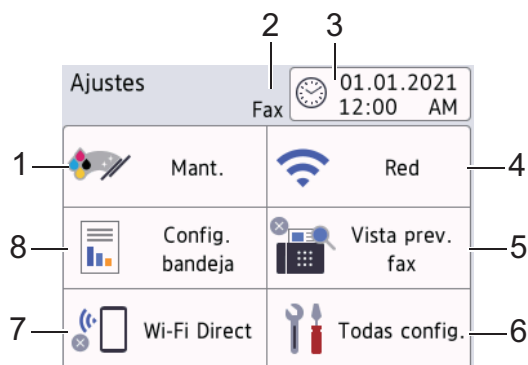 2
3
Ajustes
Fax
01.01.2021
12:00 AM
1
Mant.
Red
4
8
Config.
bandeja
Vista prev.
fax
5
7
Wi-Fi Direct
Todas config.
6